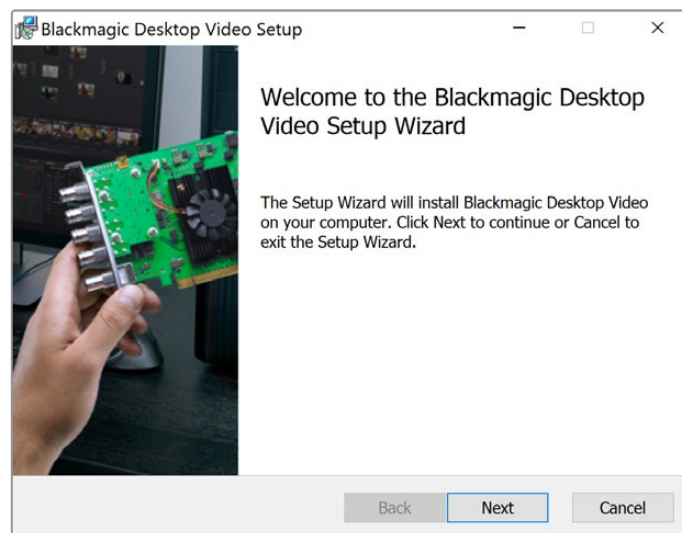 Blackmagic Desktop Video Setup
Welcome to the Blackmagic Desktop
Video Setup Wizard
The Setup Wizard will install Blackmagic Desktop Video
on your computer. Click Next to continue or Cancel to
exit the Setup Wizard.
Back Next Cancel